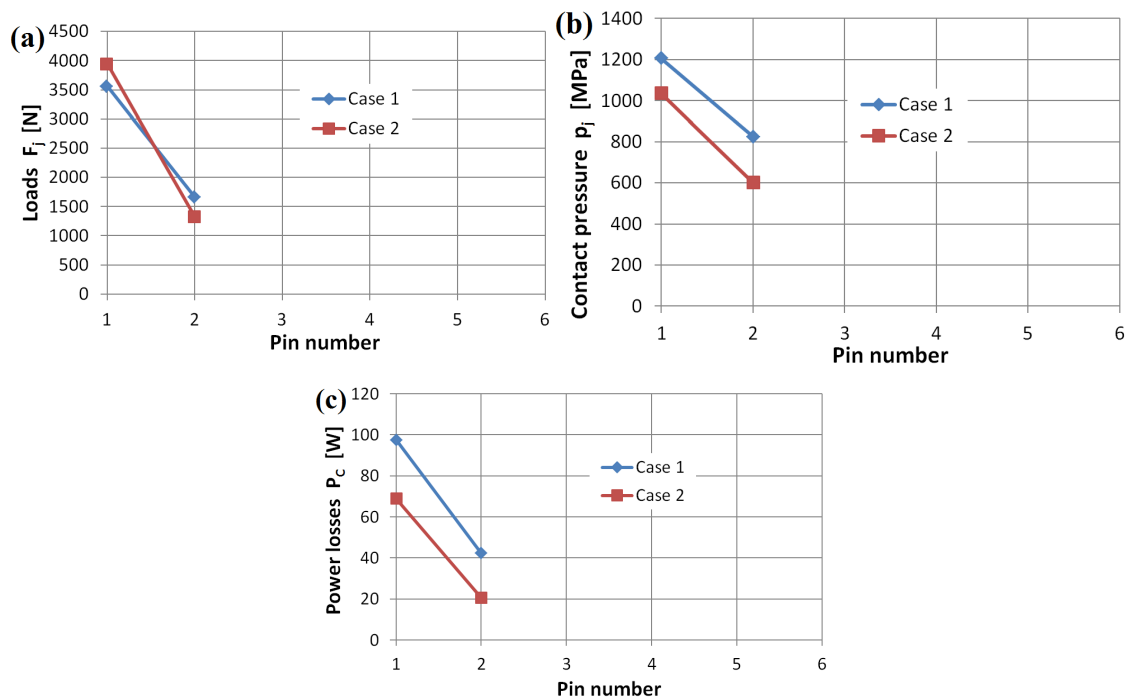 (a)
Loads Fj [N]
4500
4000
3500
3000
2500
2000
1500
1000
500
0
1 2 3 4 5 6
Pin number
Case 1
Case 2
(b)
Contact pressure pj [MPa]
1400
1200
1000
800
600
400
200
0
1 2 3 4 5 6
Pin number
Case 1
Case 2
(c)
Power losses PC [W]
120
100
80
60
40
20
0
1 2 3 4 5 6
Pin number
Case 1
Case 2